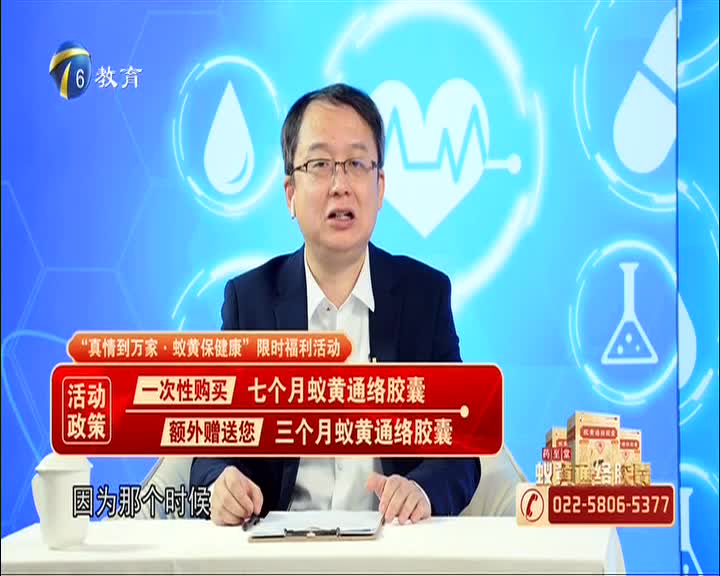 6 教育
“真情到万家·蚁黄保健康”限时福利活动
活动政策
一次性购买 七个月蚁黄通络胶囊
额外赠送您 三个月蚁黄通络胶囊
药至堂
蚁黄通络胶囊
022-5806-5377
因为那个时候